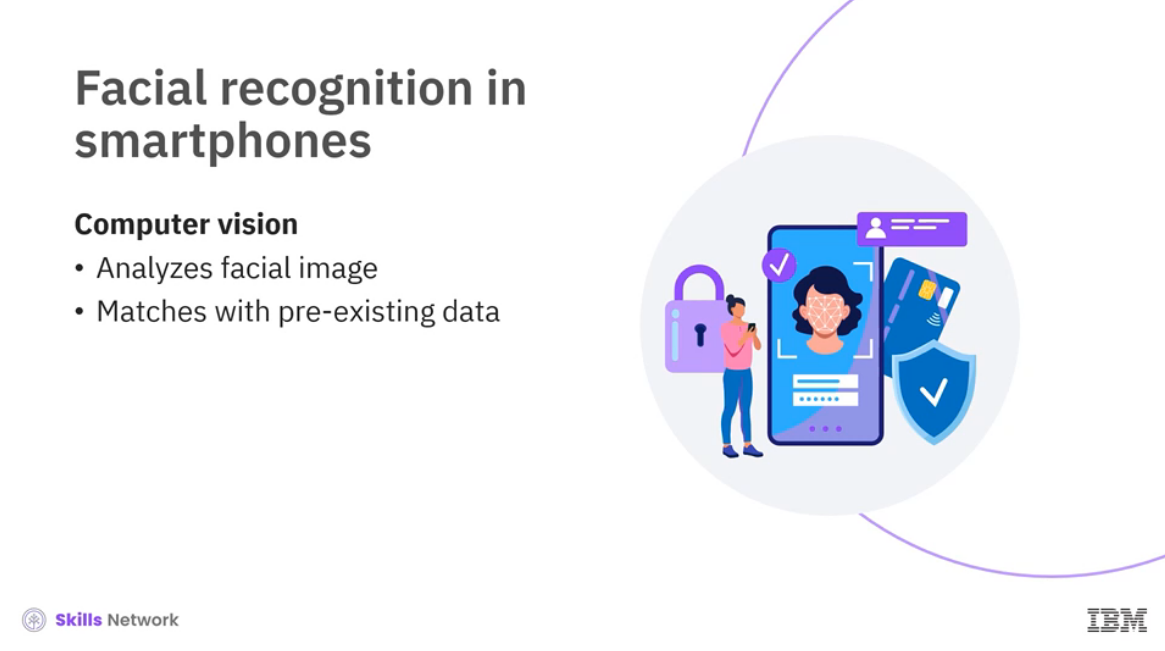 Facial recognition in
smartphones
Computer vision
• Analyzes facial image
• Matches with pre-existing data
Skills Network
IBM